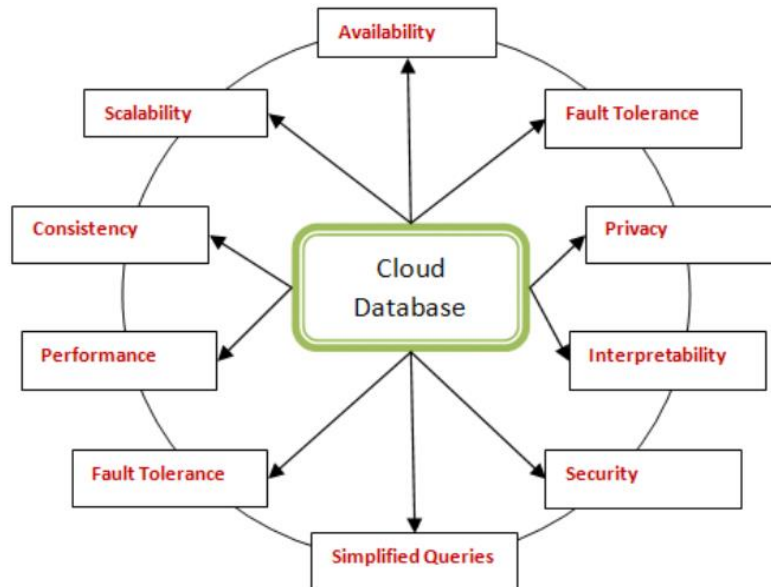 Availability
Scalability
Fault Tolerance
Consistency
Privacy
Cloud
Database
Performance
Interpretability
Fault Tolerance
Security
Simplified Queries